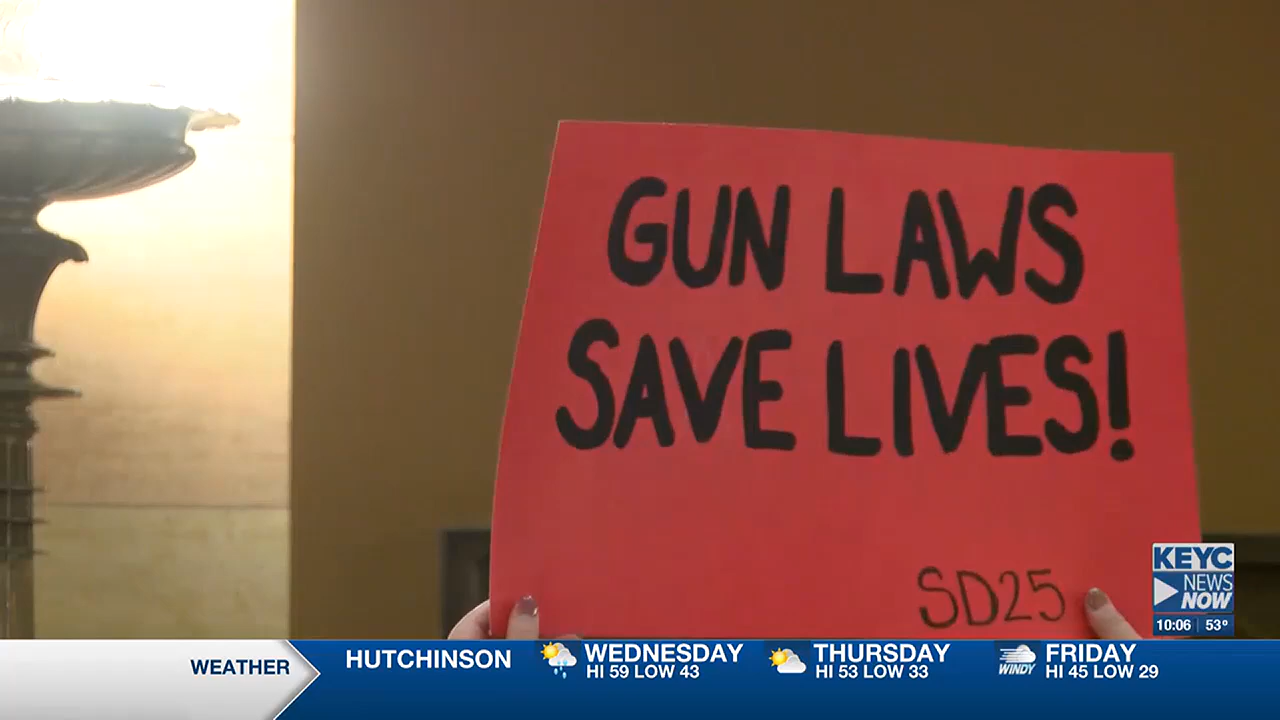 GUN LAWS
SAVE LIVES!
SD25
KEYC
NEWS
NOW
10:06 53°
WEATHER
HUTCHINSON
WEDNESDAY
HI 59 LOW 43
THURSDAY
HI 53 LOW 33
WINDY
FRIDAY
HI 45 LOW 29